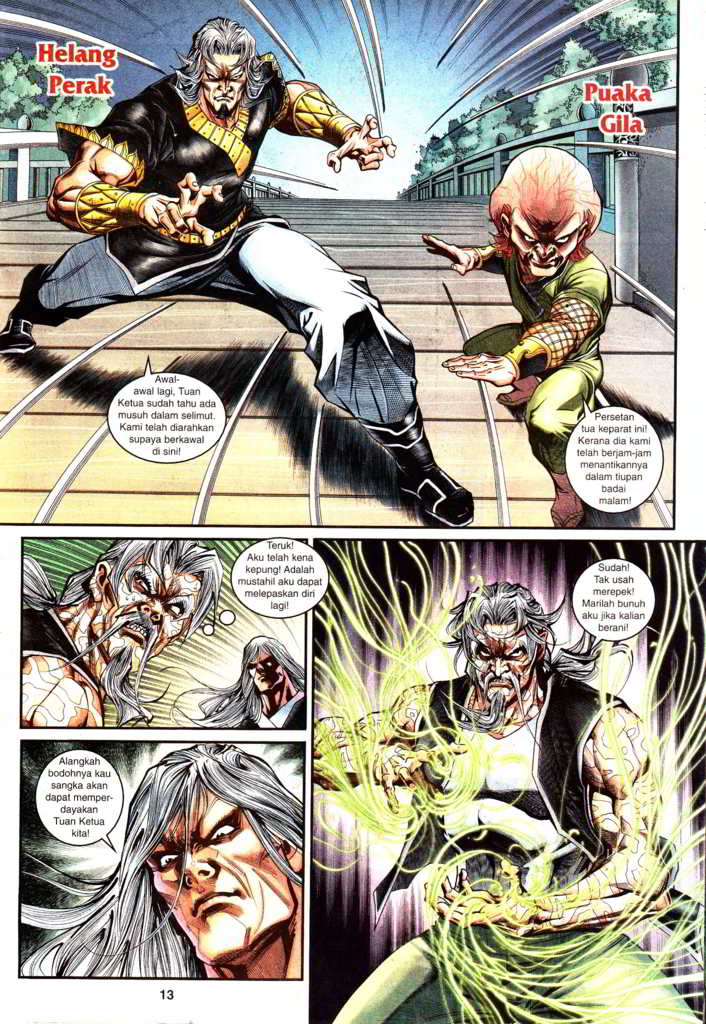 Helang
Perak
Puaka
Gila
Awal-
awal lagi, Tuan
Ketua sudah tahu ada
musuh dalam selimut.
Kami telah diarahkan
supaya berkawal
di sini!
Persetan
tua keparat ini!
Kerana dia kami
telah berjam-jam
menantikannya
dalam tiupan
badai
malam!
Teruk!
Aku telah kena
kepung! Adalah
mustahil aku dapat
melepaskan diri
lagi!
Sudah!
Tak usah
merepek!
Marilah bunuh
aku jika kalian
berani!
Alangkah
bodohnya kau
sangka akan
dapat memper-
dayakan
Tuan Ketua
kita!
13